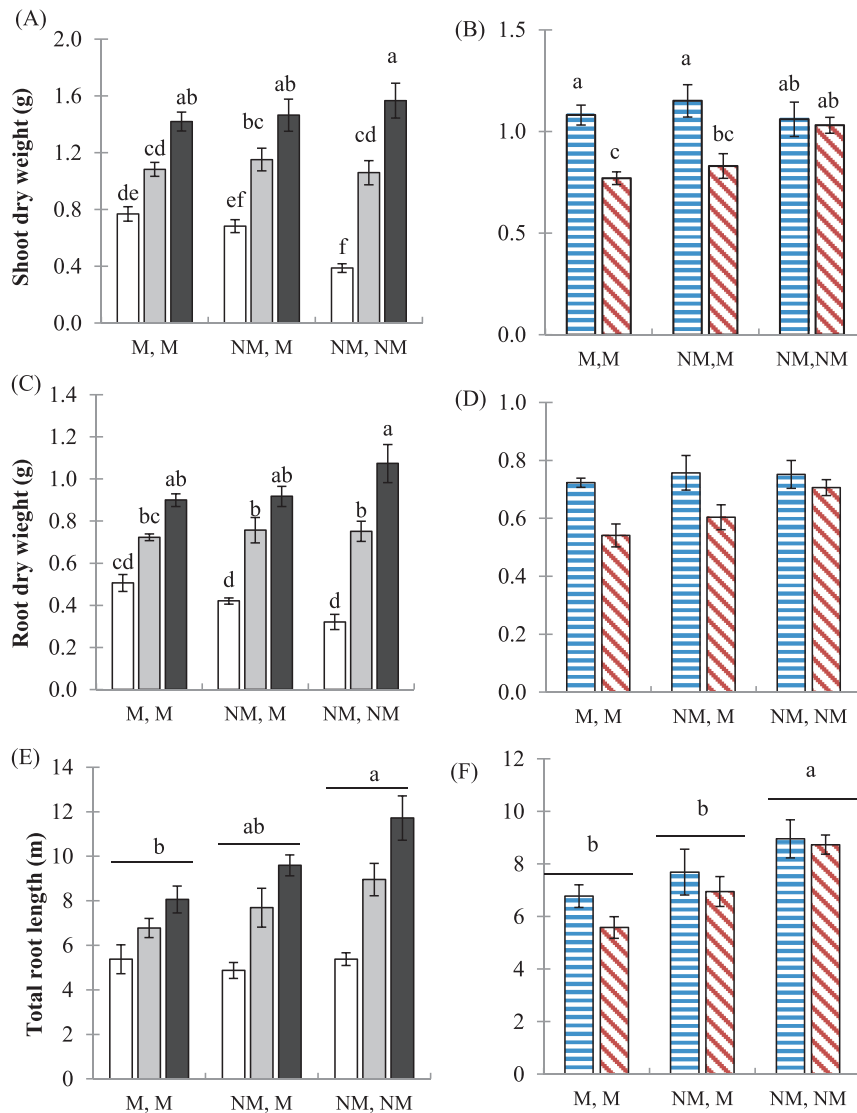 (A)
Shoot dry weight (g)
2.0
1.6
1.2
0.8
0.4
0.0
de
cd
ab
ef
bc
ab
f
cd
a
M, M
NM, M
NM, NM
(B)
1.5
1.0
0.5
0.0
a
c
a
bc
ab
ab
M,M
NM,M
NM,NM
(C)
Root dry wieght (g)
1.4
1.2
1.0
0.8
0.6
0.4
0.2
0.0
cd
bc
ab
d
b
ab
d
b
a
M, M
NM, M
NM, NM
(D)
1.0
0.8
0.6
0.4
0.2
0.0
M, M
NM, M
NM, NM
(E)
Total root length (m)
14
12
10
8
6
4
2
0
b
ab
a
M, M
NM, M
NM, NM
(F)
12
10
8
6
4
2
0
b
b
a
M, M
NM, M
NM, NM